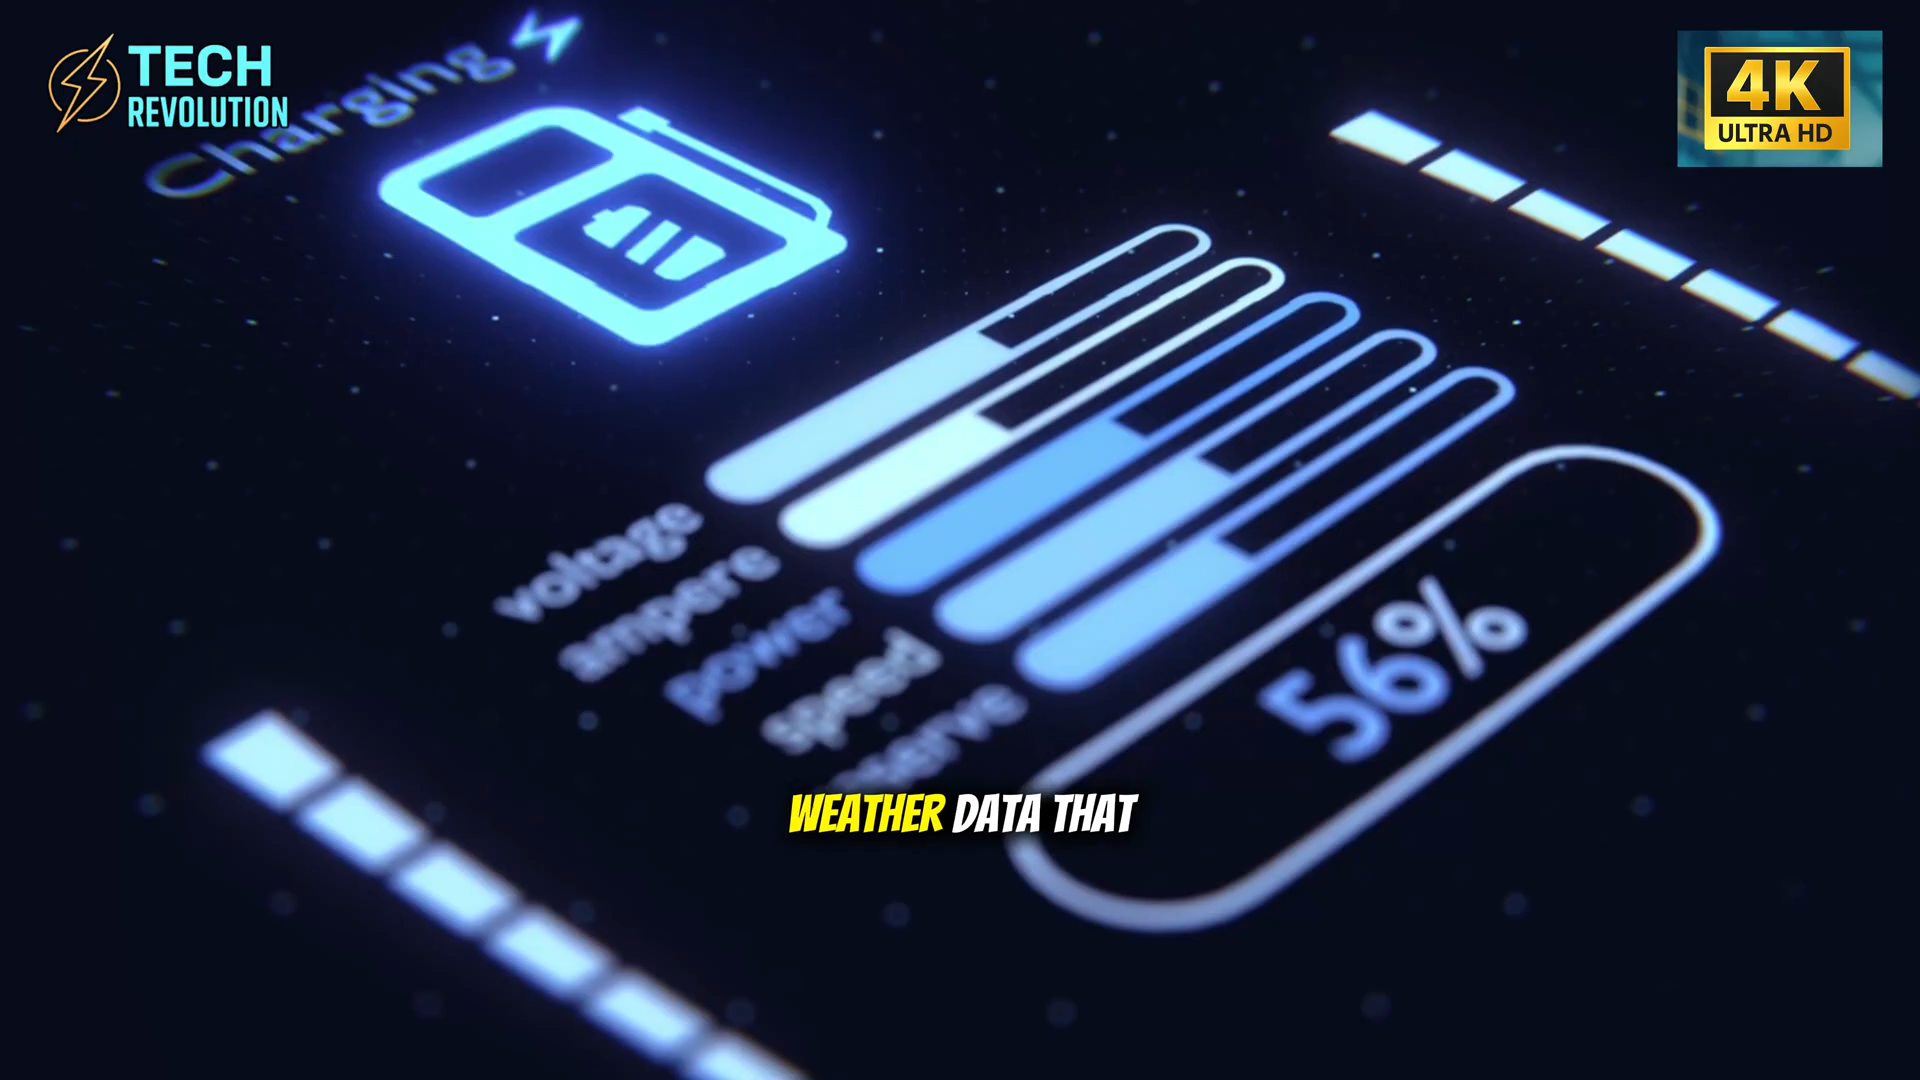 TECH
REVOLUTION
Charging
4K
ULTRA HD
voltage
ampere
power
speed
56%
WEATHER DATA THAT